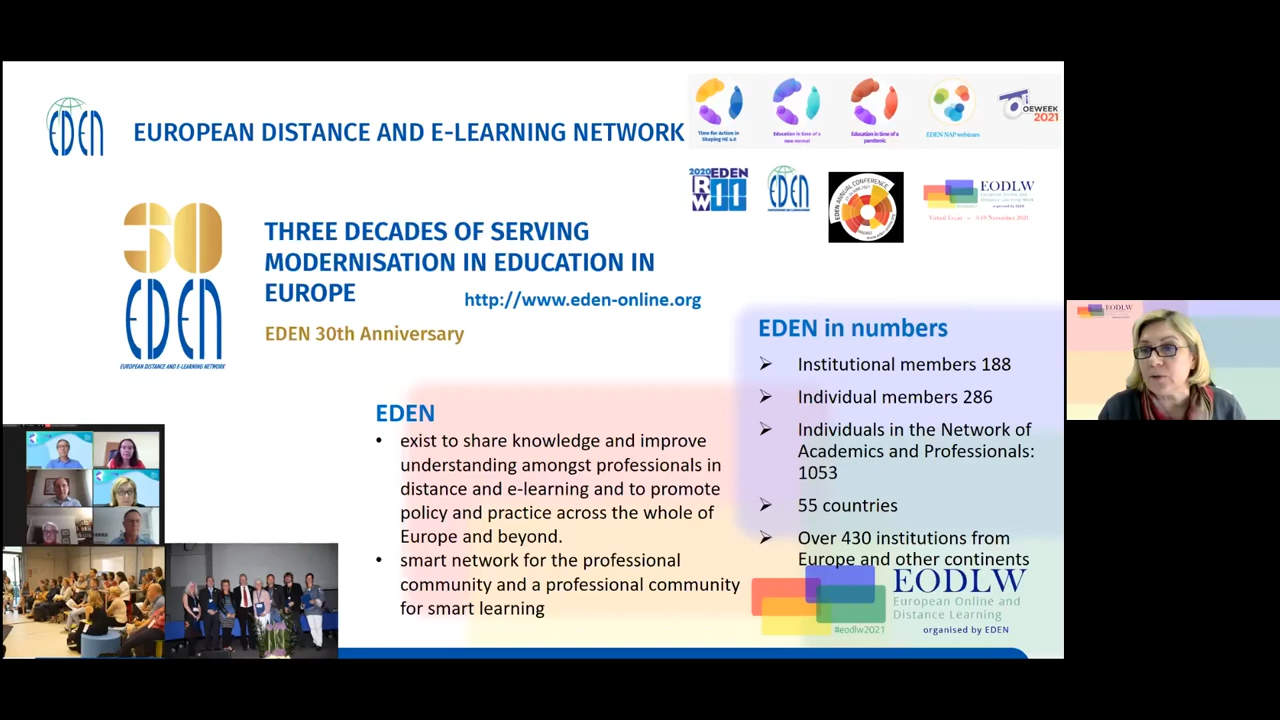 EDEN
EUROPEAN DISTANCE AND E-LEARNING NETWORK
Time for Action in
Shaping HE 4.0
Education in time of a
new normal
Education in time of a
pandemic
EDEN NAP webinars
OEWEEK
2021
2020 EDEN
RW
EDEN
EDEN ANNUAL CONFERENCE
EODLW
Virtual Event
November 2021
30
EDEN
EUROPEAN DISTANCE AND E-LEARNING NETWORK
THREE DECADES OF SERVING
MODERNISATION IN EDUCATION IN
EUROPE
http://www.eden-online.org
EDEN 30th Anniversary
EDEN in numbers
➢ Institutional members 188
➢ Individual members 286
➢ Individuals in the Network of
Academics and Professionals:
1053
➢ 55 countries
➢ Over 430 institutions from
Europe and other continents
EDEN
• exist to share knowledge and improve
understanding amongst professionals in
distance and e-learning and to promote
policy and practice across the whole of
Europe and beyond.
• smart network for the professional
community and a professional community
for smart learning
EODLW
European Online and
Distance Learning
#eodlw2021
organised by EDEN
EODLW